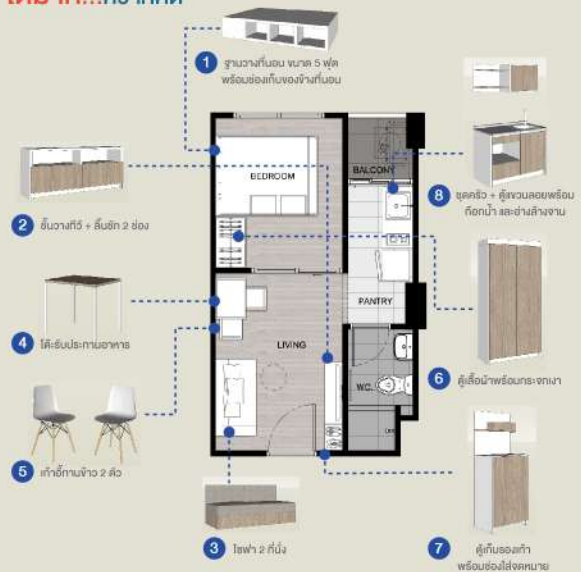 1 ฐานวางที่นอน ขนาด 5 ฟุต
พร้อมช่องเก็บของข้างที่นอน
2 ชั้นวางทีวี + ลิ้นชัก 2 ช่อง
BEDROOM
BALCONY
8 ชุดครัว + ตู้แขวนลอยพร้อม
ก๊อกน้ำ และอ่างล้างจาน
4 โต๊ะรับประทานอาหาร
PANTRY
LIVING
WC.
6 ตู้เสื้อผ้าพร้อมกระจกเงา
5 เก้าอี้ทานข้าว 2 ตัว
3 โซฟา 2 ที่นั่ง
7 ตู้เก็บรองเท้า
พร้อมช่องใส่จดหมาย